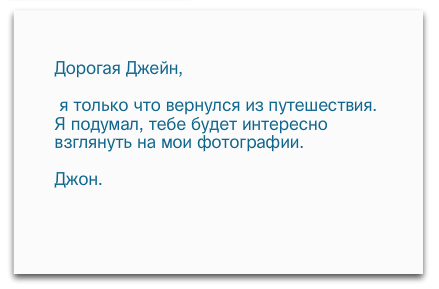 Дорогая Джейн,
я только что вернулся из путешествия.
Я подумал, тебе будет интересно
взглянуть на мои фотографии.
Джон.